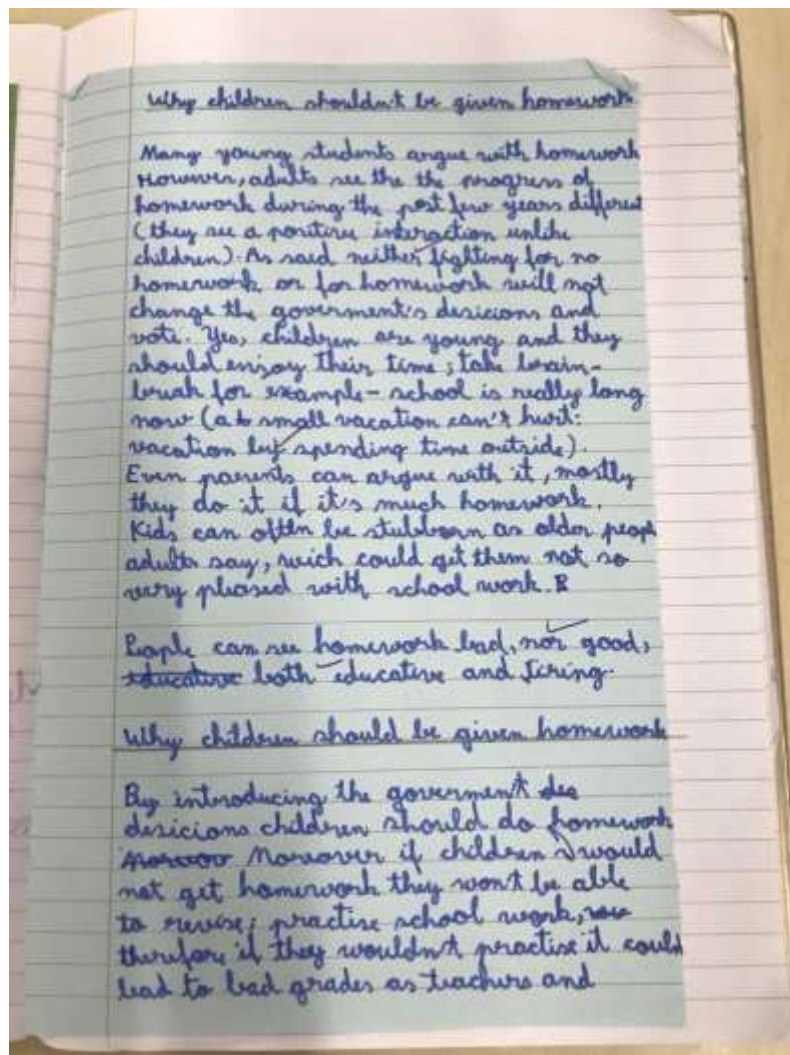 Why children shouldn't be given homework
Many young students argue with homework
However, adults see the the progress of
homework during the past few years different
(they see a positive interaction unlike
children). As said neither fighting for no
homework or for homework will not
change the goverment's desicions and
vote. Yes, children are young and they
should enjoy their time; take brain-
break for example - school is really long
now (a small vacation can't hurt:
vacation by spending time outside).
Even parents can argue with it, mostly
they do it if it's much homework.
Kids can often be stubborn as older peopl
adults say, wich could get them not so
very pleased with school work.
People can see homework bad, nor good,
educative both educative and tiring.
Why children should be given homework
By introducing the goverment des
desicions children should do homework
Moreover if children would
not get homework they won't be able
to revise; practise school work,
therefore if they wouldn't practise it could
lead to bad grades as teachers and